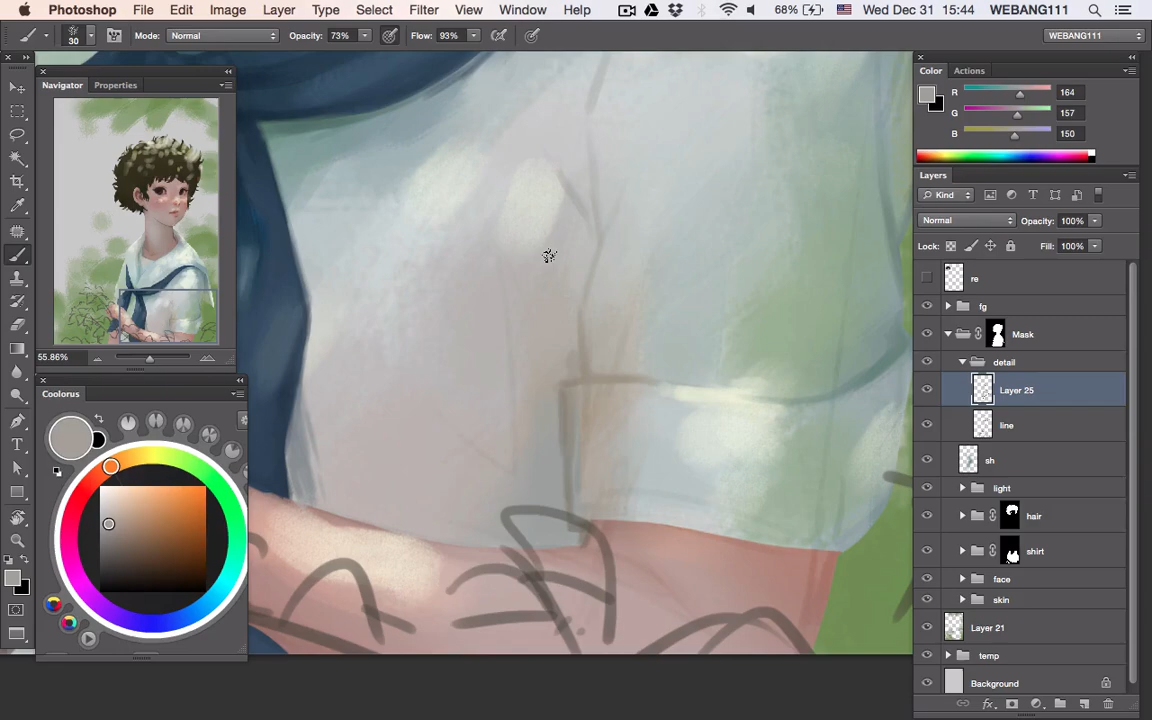 Photoshop File Edit Image Layer Type Select Filter View Window Help 68% Wed Dec 31 15:44 WEBANG111
30 Mode: Normal Opacity: 73% Flow: 93% WEBANG111
Navigator Properties
55.86%
Coolorus
Color Actions
R 164
G 157
B 150
Layers
Kind
Normal Opacity: 100%
Lock: Fill: 100%
re
fg
Mask
detail
Layer 25
line
sh
light
hair
shirt
face
skin
Layer 21
temp
Background